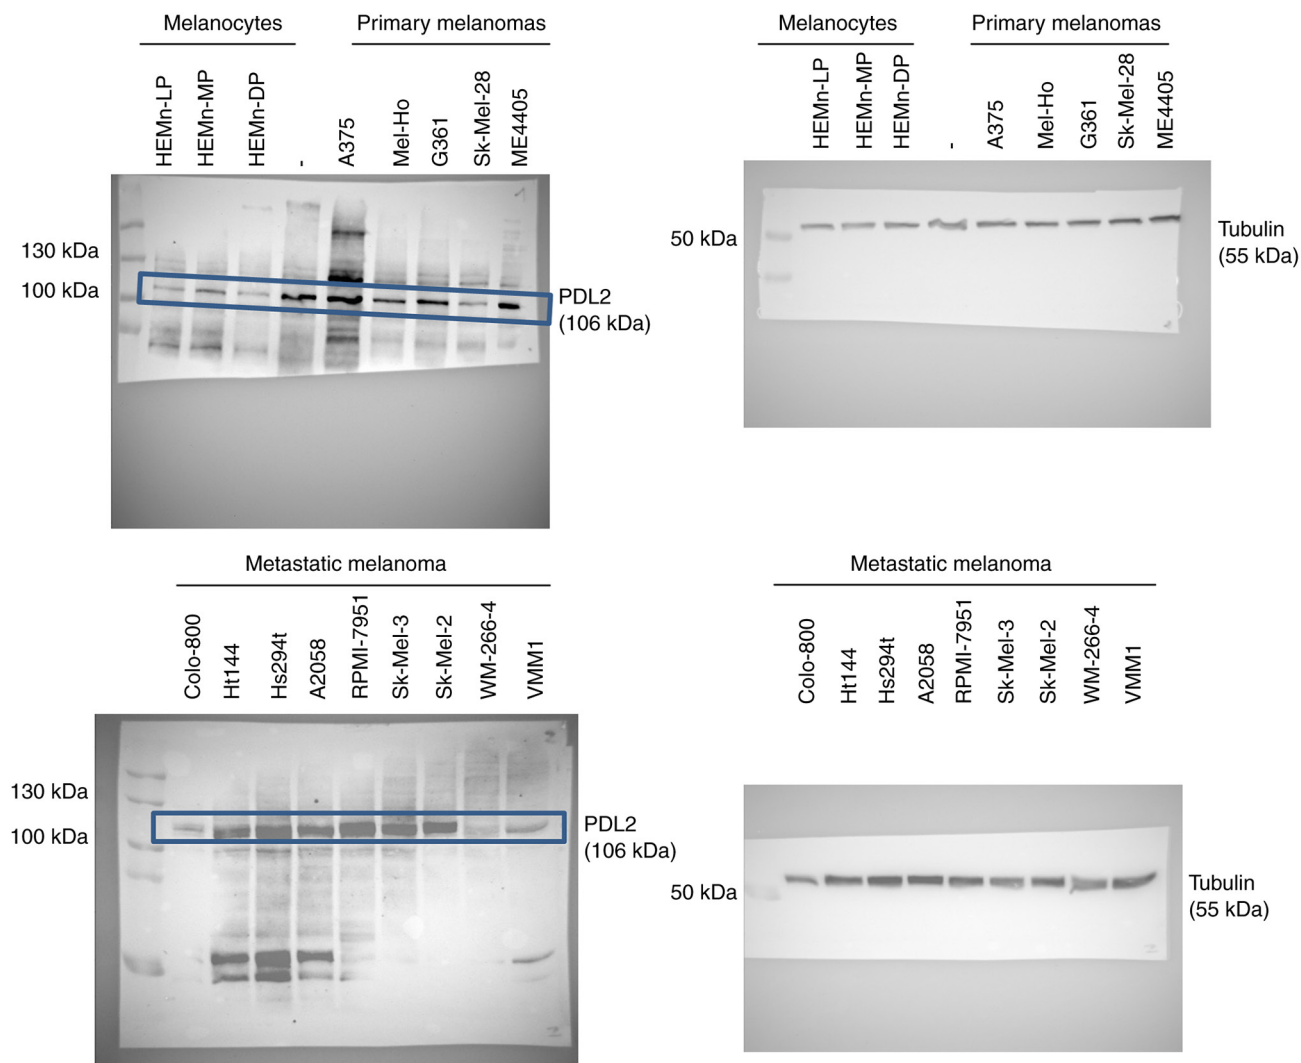 Melanocytes
Primary melanomas
HEMn-LP
HEMn-MP
HEMn-DP
-
A375
Mel-Ho
G361
Sk-Mel-28
ME4405
130 kDa
100 kDa
PDL2
(106 kDa)
Melanocytes
Primary melanomas
HEMn-LP
HEMn-MP
HEMn-DP
-
A375
Mel-Ho
G361
Sk-Mel-28
ME4405
50 kDa
Tubulin
(55 kDa)
Metastatic melanoma
Colo-800
Ht144
Hs294t
A2058
RPMI-7951
Sk-Mel-3
Sk-Mel-2
WM-266-4
VMM1
130 kDa
100 kDa
PDL2
(106 kDa)
Metastatic melanoma
Colo-800
Ht144
Hs294t
A2058
RPMI-7951
Sk-Mel-3
Sk-Mel-2
WM-266-4
VMM1
50 kDa
Tubulin
(55 kDa)